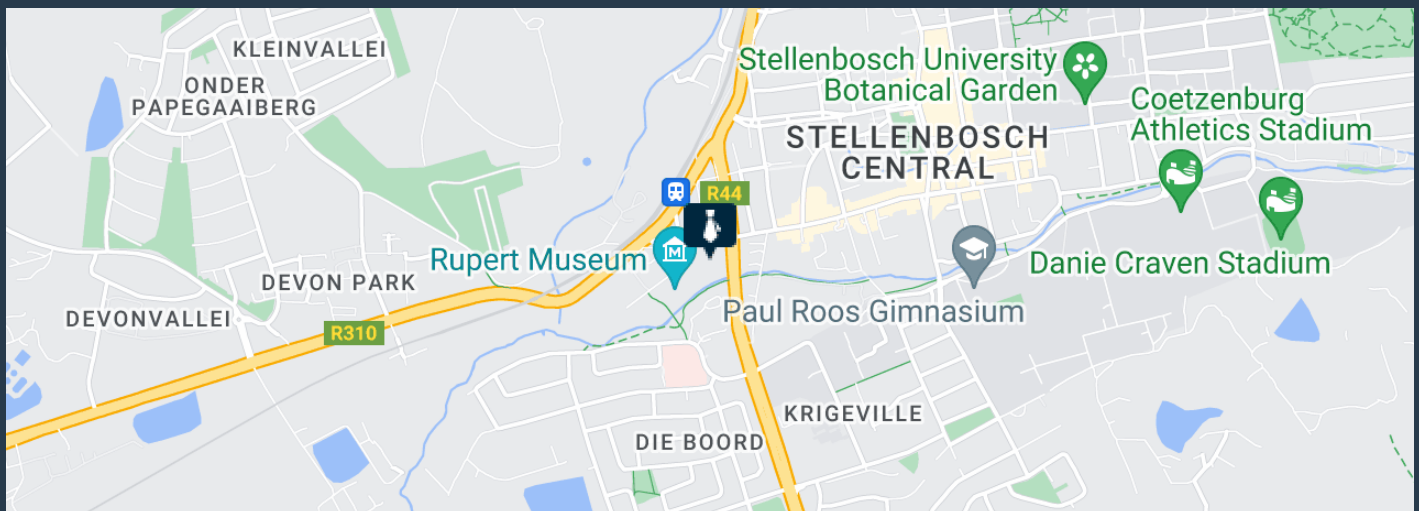 KLEINVALLEI
ONDER
PAPEGAAIBERG
Stellenbosch University
Botanical Garden
Coetzenburg
Athletics Stadium
STELLENBOSCH
CENTRAL
R44
Rupert Museum
M
Danie Craven Stadium
DEVON PARK
DEVONVALLEI
Paul Roos Gimnasium
R310
KRIGEVILLE
DIE BOORD